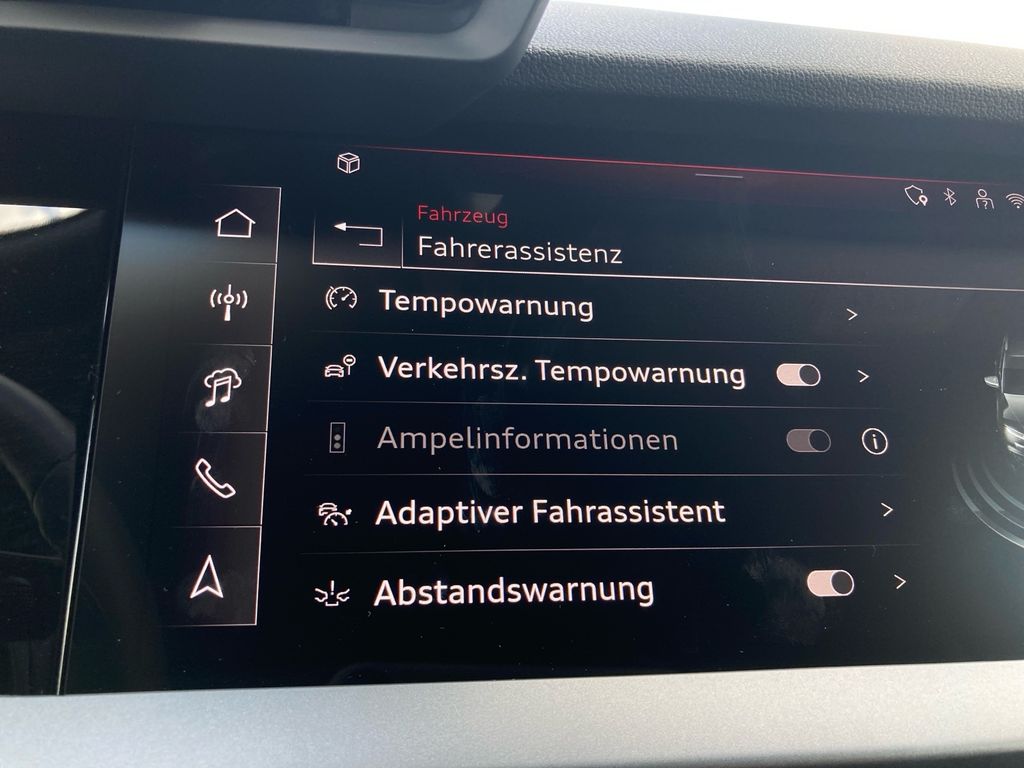 Fahrzeug
Fahrerassistenz
Tempowarnung
Verkehrsz. Tempowarnung
Ampelinformationen
Adaptiver Fahrassistent
Abstandswarnung